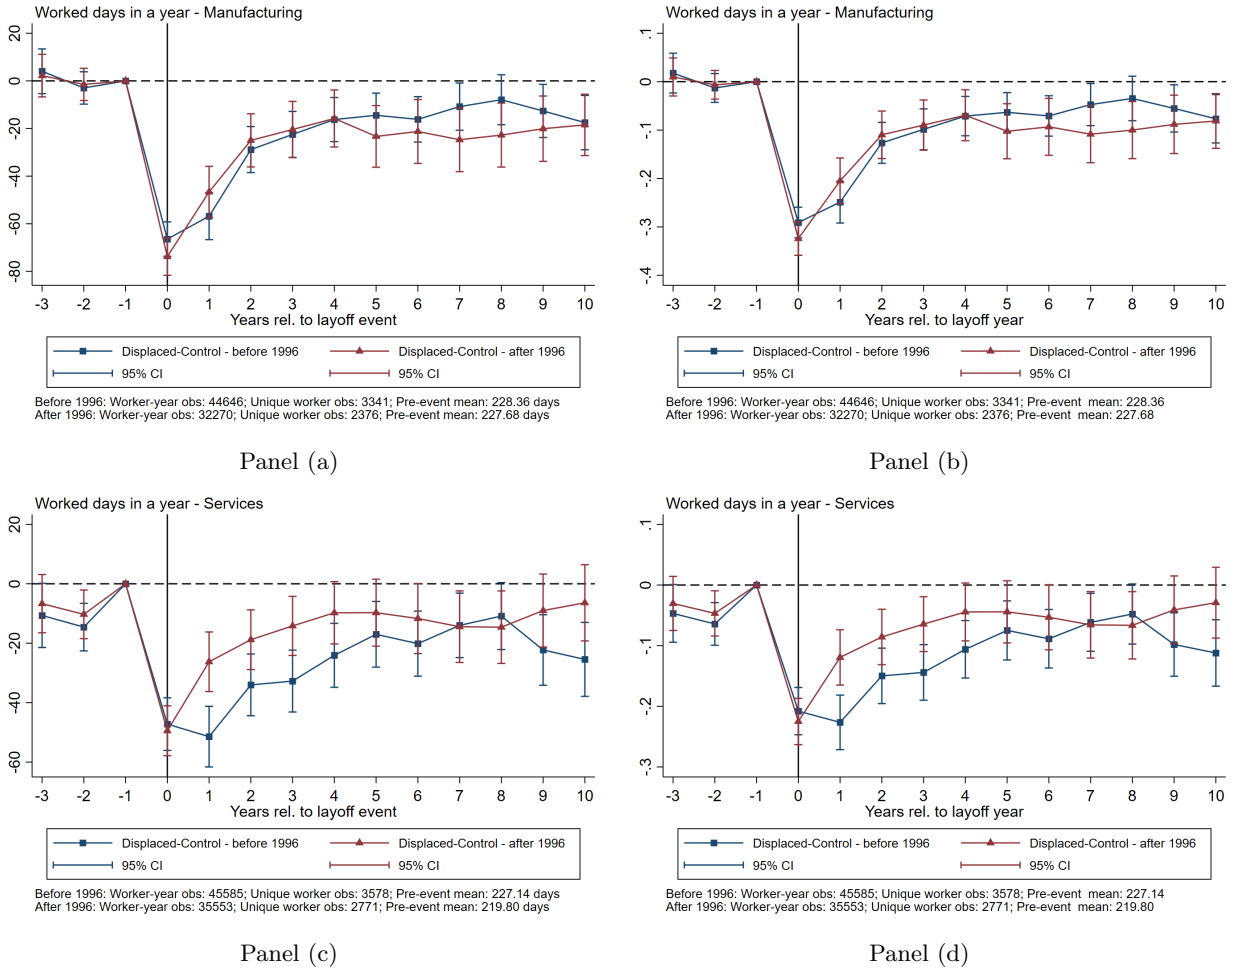 Worked days in a year - Manufacturing
20
0
-20
-40
-60
-80
-3 -2 -1 0 1 2 3 4 5 6 7 8 9 10
Years rel. to layoff event
Displaced-Control - before 1996
Displaced-Control - after 1996
95% CI
95% CI
Before 1996: Worker-year obs: 44646; Unique worker obs: 3341; Pre-event mean: 228.36 days
After 1996: Worker-year obs: 32270; Unique worker obs: 2376; Pre-event mean: 227.68 days
Panel (a)
Worked days in a year - Manufacturing
.1
0
-.1
-.2
-.3
-.4
-3 -2 -1 0 1 2 3 4 5 6 7 8 9 10
Years rel. to layoff year
Displaced-Control - before 1996
Displaced-Control - after 1996
95% CI
95% CI
Before 1996: Worker-year obs: 44646; Unique worker obs: 3341; Pre-event  mean: 228.36
After 1996: Worker-year obs: 32270; Unique worker obs: 2376; Pre-event  mean: 227.68
Panel (b)
Worked days in a year - Services
20
0
-20
-40
-60
-3 -2 -1 0 1 2 3 4 5 6 7 8 9 10
Years rel. to layoff event
Displaced-Control - before 1996
Displaced-Control - after 1996
95% CI
95% CI
Before 1996: Worker-year obs: 45585; Unique worker obs: 3578; Pre-event mean: 227.14 days
After 1996: Worker-year obs: 35553; Unique worker obs: 2771; Pre-event mean: 219.80 days
Panel (c)
Worked days in a year - Services
.1
0
-.1
-.2
-.3
-3 -2 -1 0 1 2 3 4 5 6 7 8 9 10
Years rel. to layoff year
Displaced-Control - before 1996
Displaced-Control - after 1996
95% CI
95% CI
Before 1996: Worker-year obs: 45585; Unique worker obs: 3578; Pre-event  mean: 227.14
After 1996: Worker-year obs: 35553; Unique worker obs: 2771; Pre-event  mean: 219.80
Panel (d)